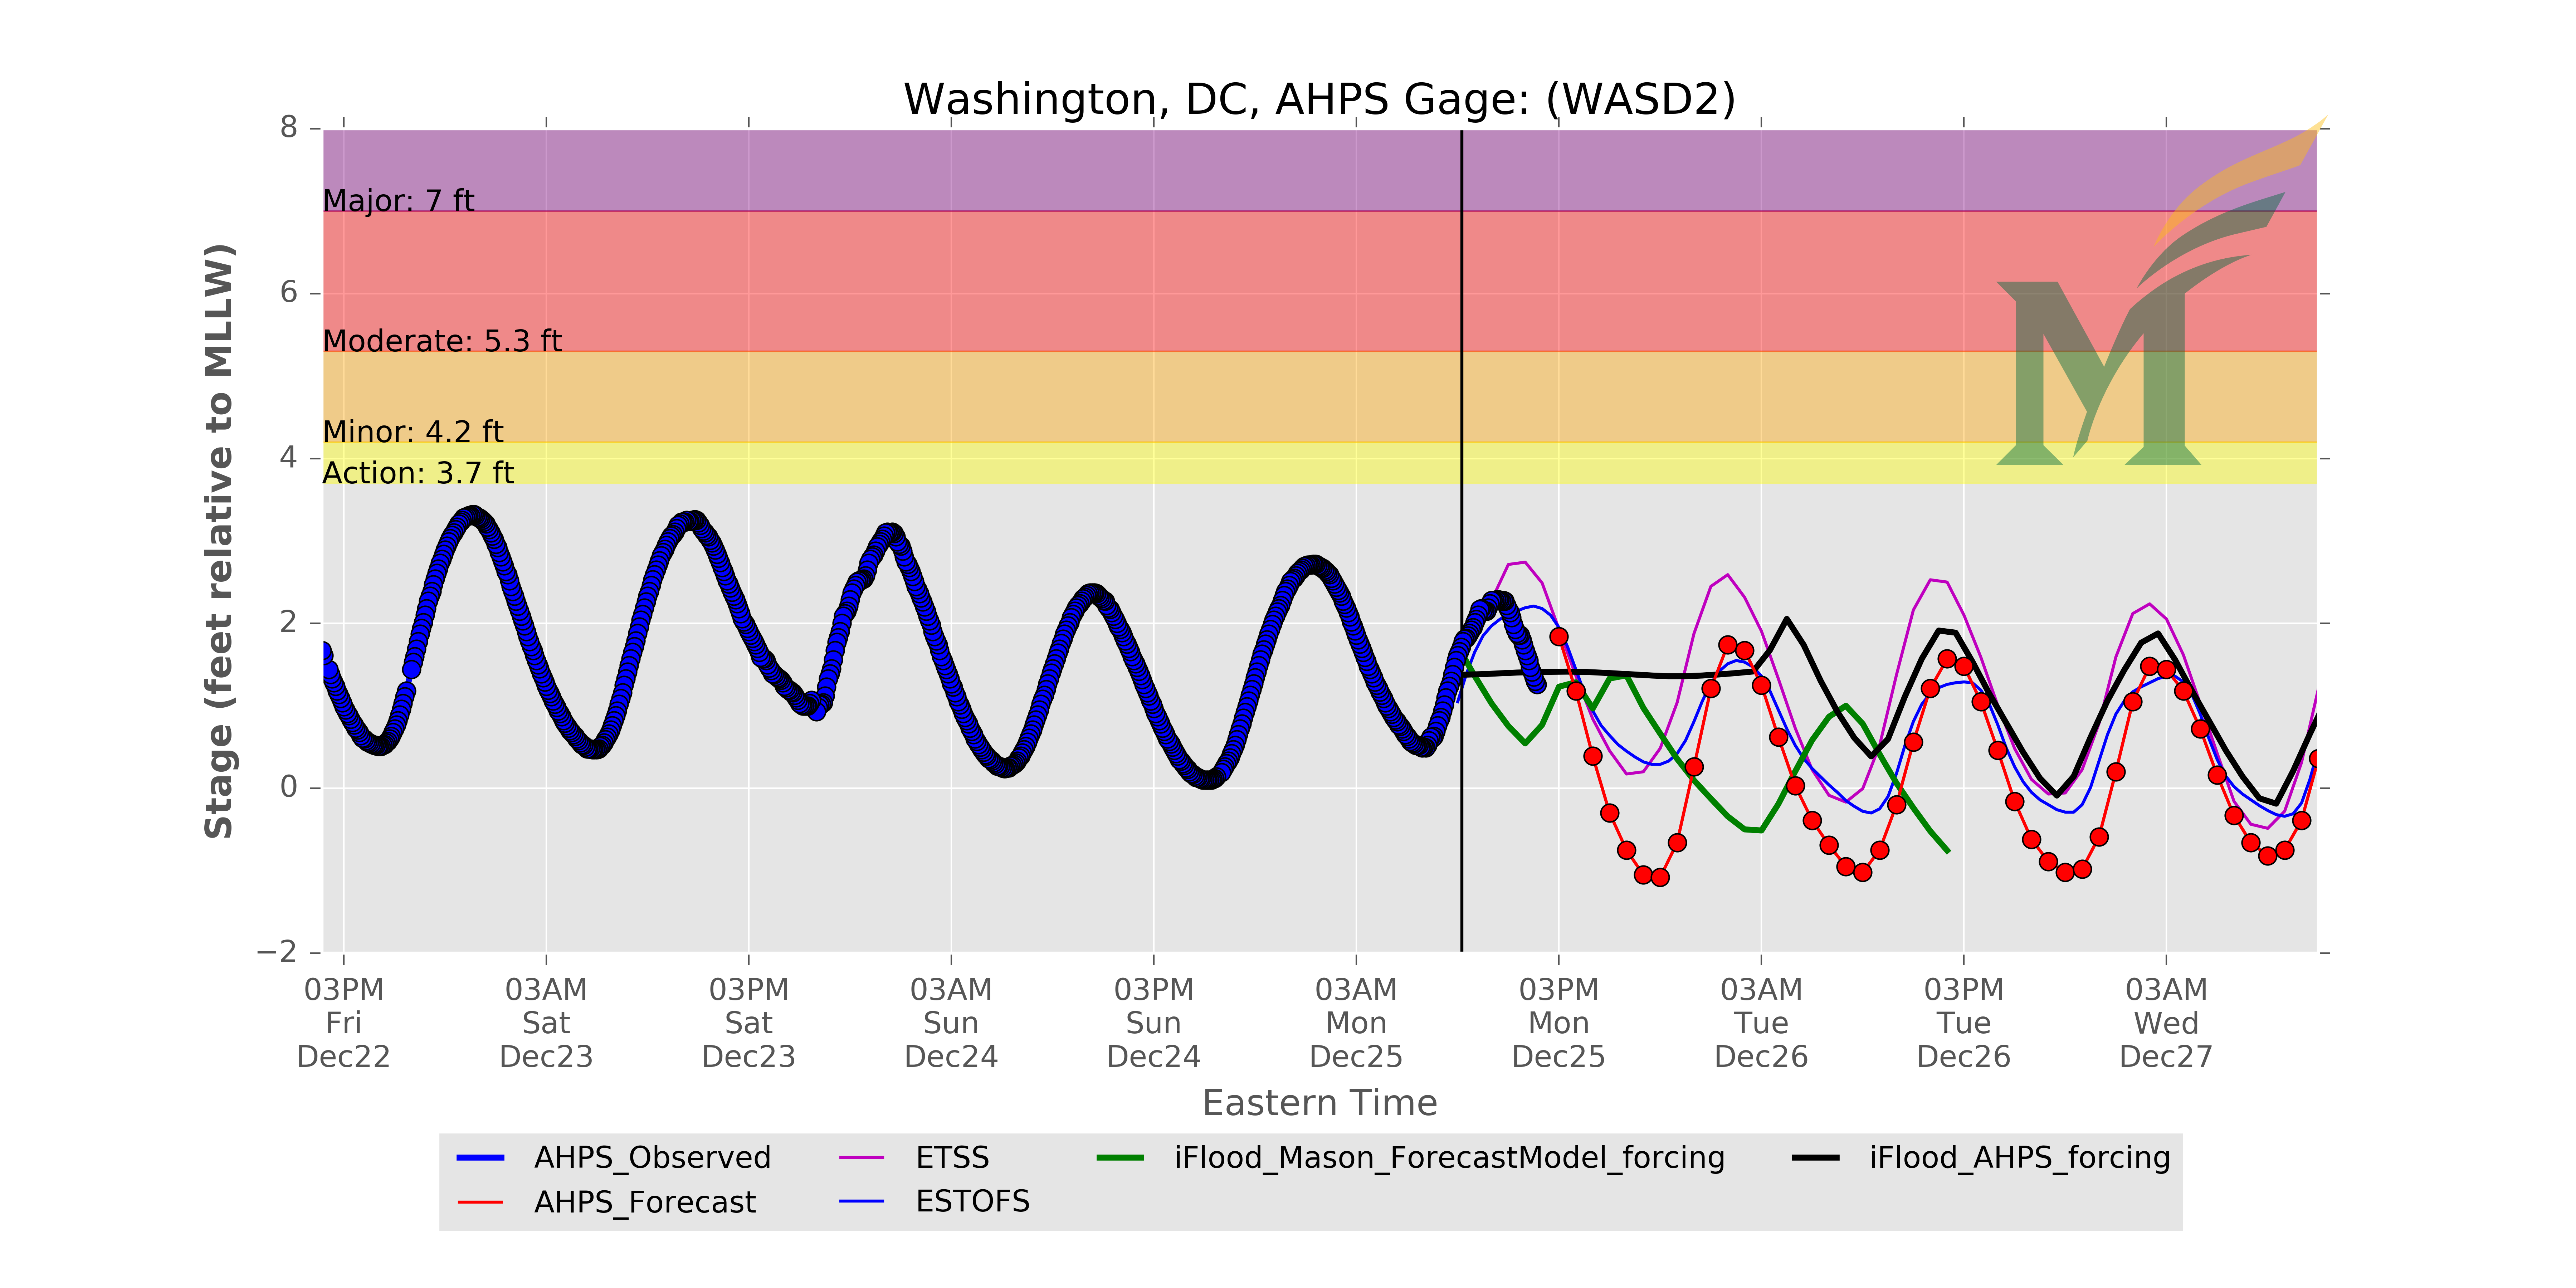 Washington, DC, AHPS Gage: (WASD2)
8
Major: 7 ft
6
Moderate: 5.3 ft
Minor: 4.2 ft
4
Action: 3.7 ft
2
0
−2
Stage (feet relative to MLLW)
03PM 03AM 03PM 03AM 03PM 03AM 03PM 03AM 03PM 03AM
Fri Sat Sat Sun Sun Mon Mon Tue Tue Wed
Dec22 Dec23 Dec23 Dec24 Dec24 Dec25 Dec25 Dec26 Dec26 Dec27
Eastern Time
AHPS_Observed ETSS iFlood_Mason_ForecastModel_forcing iFlood_AHPS_forcing
AHPS_Forecast ESTOFS